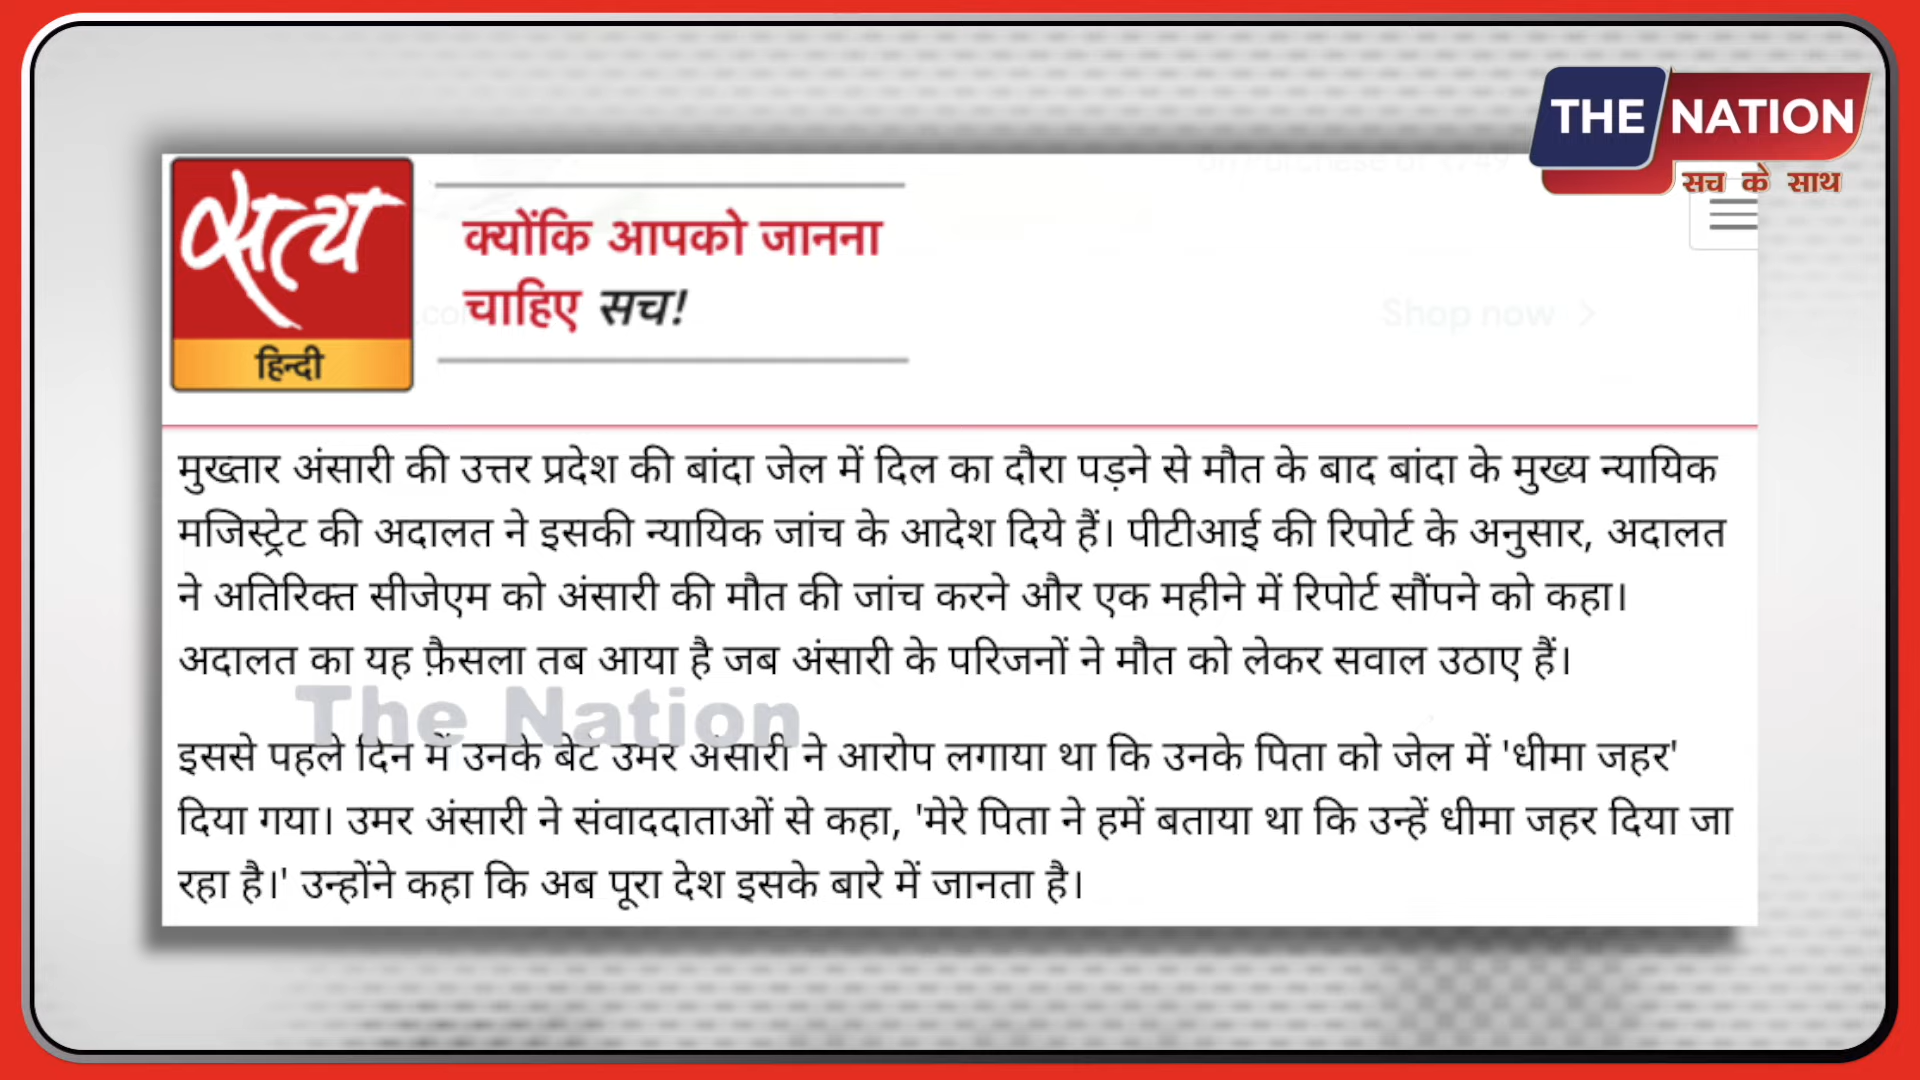 THE NATION
सच के साथ
सत्य
हिन्दी
क्योंकि आपको जानना
चाहिए सच!
Shop now
मुख्तार अंसारी की उत्तर प्रदेश की बांदा जेल में दिल का दौरा पड़ने से मौत के बाद बांदा के मुख्य न्यायिक
मजिस्ट्रेट की अदालत ने इसकी न्यायिक जांच के आदेश दिये हैं। पीटीआई की रिपोर्ट के अनुसार, अदालत
ने अतिरिक्त सीजेएम को अंसारी की मौत की जांच करने और एक महीने में रिपोर्ट सौंपने को कहा।
अदालत का यह फ़ैसला तब आया है जब अंसारी के परिजनों ने मौत को लेकर सवाल उठाए हैं।
The Nation
इससे पहले दिन में उनके बेटे उमर अंसारी ने आरोप लगाया था कि उनके पिता को जेल में 'धीमा जहर'
दिया गया। उमर अंसारी ने संवाददाताओं से कहा, 'मेरे पिता ने हमें बताया था कि उन्हें धीमा जहर दिया जा
रहा है।' उन्होंने कहा कि अब पूरा देश इसके बारे में जानता है।